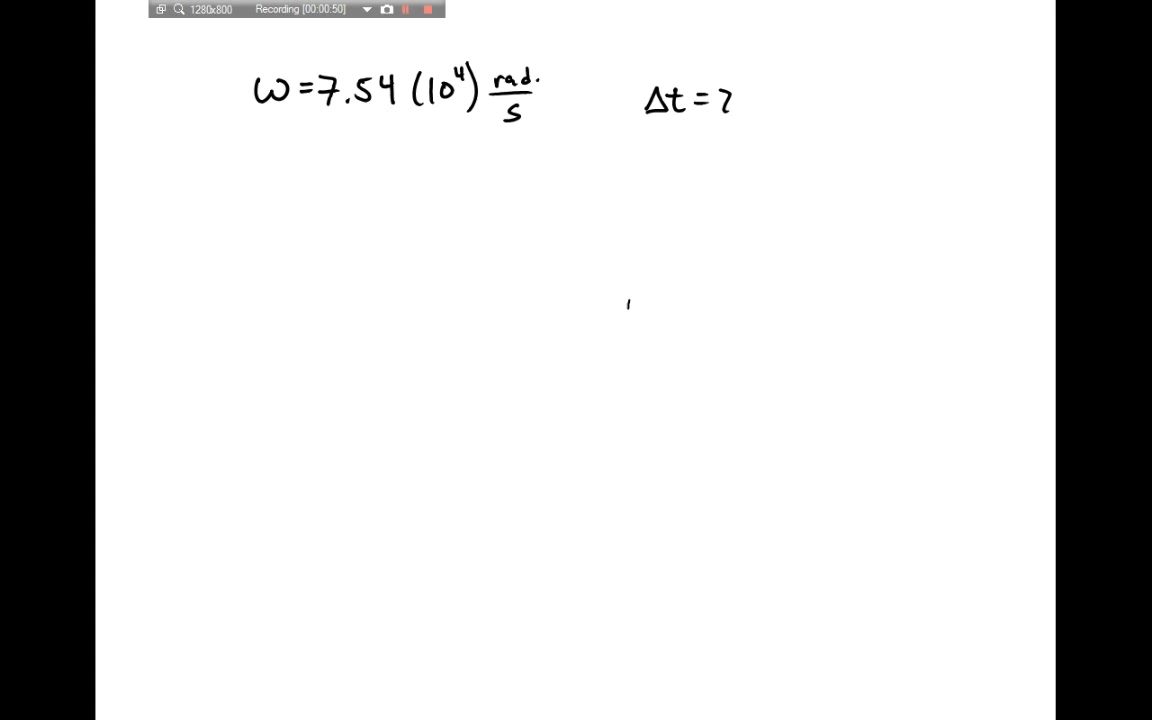 1280x800 Recording [00:00:50]
ω = 7.54 (10⁴) rad./s Δt = ?